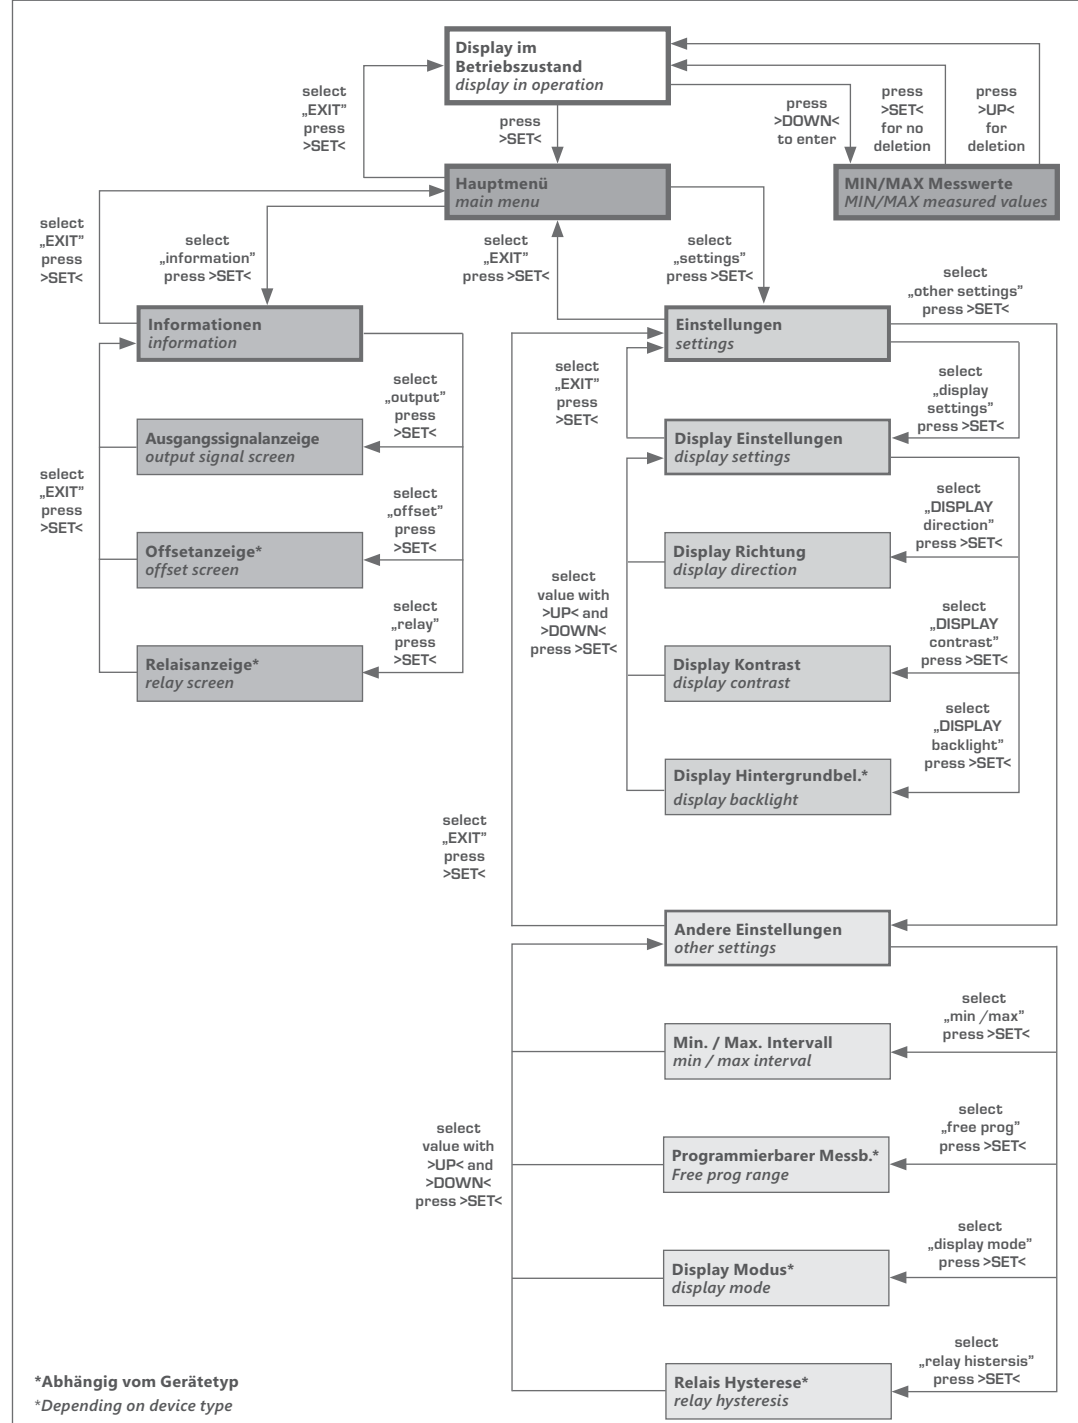 Display im
Betriebszustand
display in operation
select
„EXIT”
press
>SET<
press
>SET<
press
>DOWN<
to enter
press
>SET<
for no
deletion
press
>UP<
for
deletion
Hauptmenü
main menu
MIN/MAX Messwerte
MIN/MAX measured values
select
„EXIT”
press
>SET<
select
„information”
press >SET<
select
„EXIT”
press >SET<
select
„settings”
press >SET<
select
„other settings”
press >SET<
Informationen
information
Einstellungen
settings
select
„output”
press
>SET<
select
„EXIT”
press
>SET<
select
„display
settings”
press >SET<
Ausgangssignalanzeige
output signal screen
Display Einstellungen
display settings
select
„EXIT”
press
>SET<
select
„offset”
press
>SET<
select
„DISPLAY
direction”
press >SET<
Offsetanzeige*
offset screen
Display Richtung
display direction
select
„relay”
press
>SET<
select
value with
>UP< and
>DOWN<
press >SET<
select
„DISPLAY
contrast”
press >SET<
Relaisanzeige*
relay screen
Display Kontrast
display contrast
select
„DISPLAY
backlight”
press >SET<
Display Hintergrundbel.*
display backlight
select
„EXIT”
press
>SET<
Andere Einstellungen
other settings
select
„min /max”
press >SET<
Min. / Max. Intervall
min / max interval
select
value with
>UP< and
>DOWN<
press >SET<
select
„free prog”
press >SET<
Programmierbarer Messb.*
Free prog range
select
„display mode”
press >SET<
Display Modus*
display mode
select
„relay histersis”
press >SET<
Relais Hysterese*
relay hysteresis
*Abhängig vom Gerätetyp
*Depending on device type